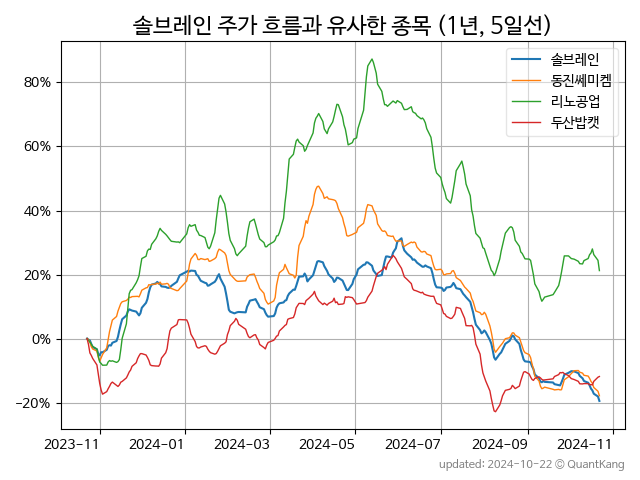 솔브레인 주가 흐름과 유사한 종목 (1년, 5일선)
솔브레인
동진쎄미켐
리노공업
두산밥캣
80%
60%
40%
20%
0%
−20%
2023-11 2024-01 2024-03 2024-05 2024-07 2024-09 2024-11
updated: 2024-10-22 © QuantKang